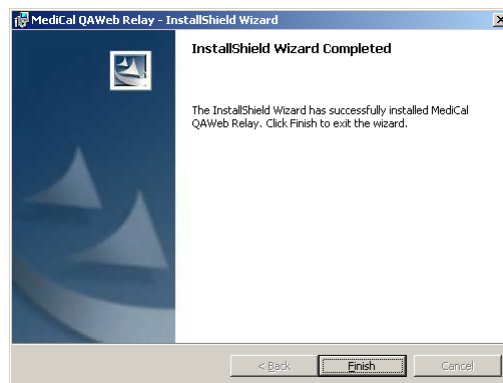 MediCal QAWeb Relay - InstallShield Wizard
InstallShield Wizard Completed
The InstallShield Wizard has successfully installed MediCal
QAWeb Relay. Click Finish to exit the wizard.
< Back
Finish
Cancel